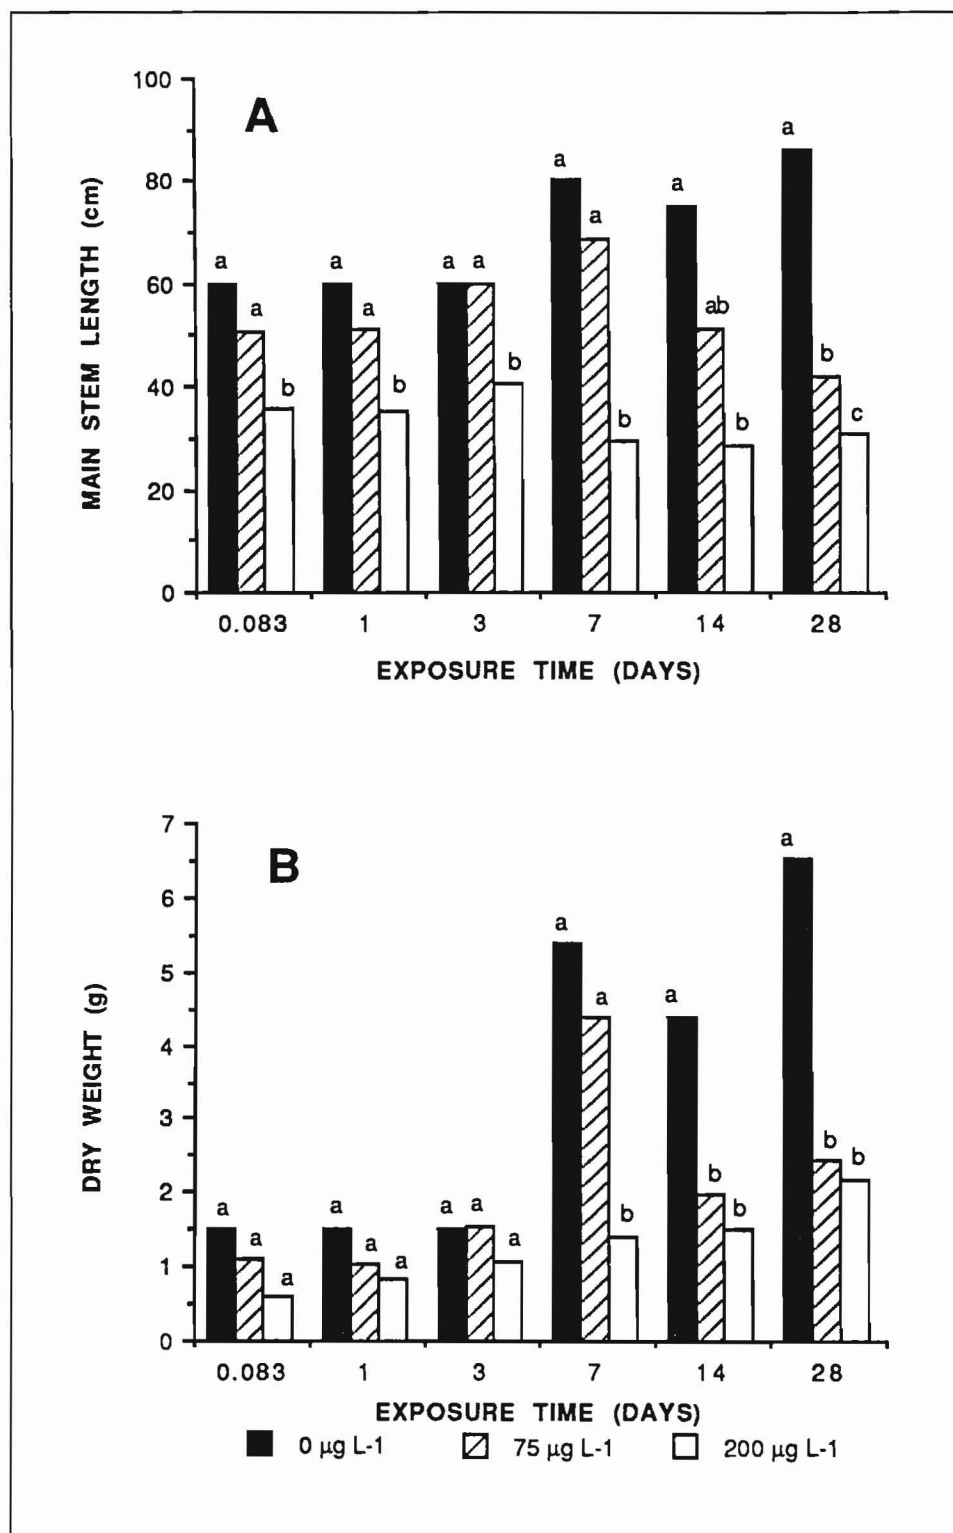 A
MAIN STEM LENGTH (cm)
100
80
60
40
20
0
a
a
b
a
a
b
a
a
b
a
a
b
a
ab
b
a
b
c
0.083 1 3 7 14 28
EXPOSURE TIME (DAYS)
B
DRY WEIGHT (g)
7
6
5
4
3
2
1
0
a
a
a
a
a
a
a
a
a
a
a
b
a
b
b
a
b
b
0.083 1 3 7 14 28
EXPOSURE TIME (DAYS)
0 µg L-1 75 µg L-1 200 µg L-1